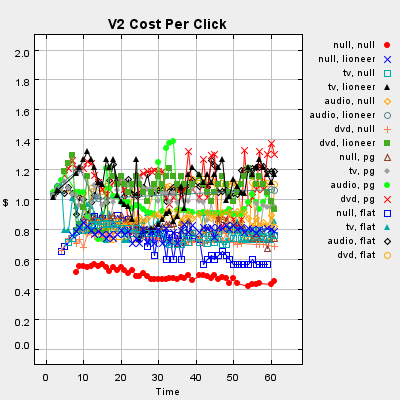 V2 Cost Per Click
2.0
1.8
1.6
1.4
1.2
1.0
0.8
0.6
0.4
0.2
0.0
$
0 10 20 30 40 50 60
Time
null, null
null, lioneer
tv, null
tv, lioneer
audio, null
audio, lioneer
dvd, null
dvd, lioneer
null, pg
tv, pg
audio, pg
dvd, pg
null, flat
tv, flat
audio, flat
dvd, flat